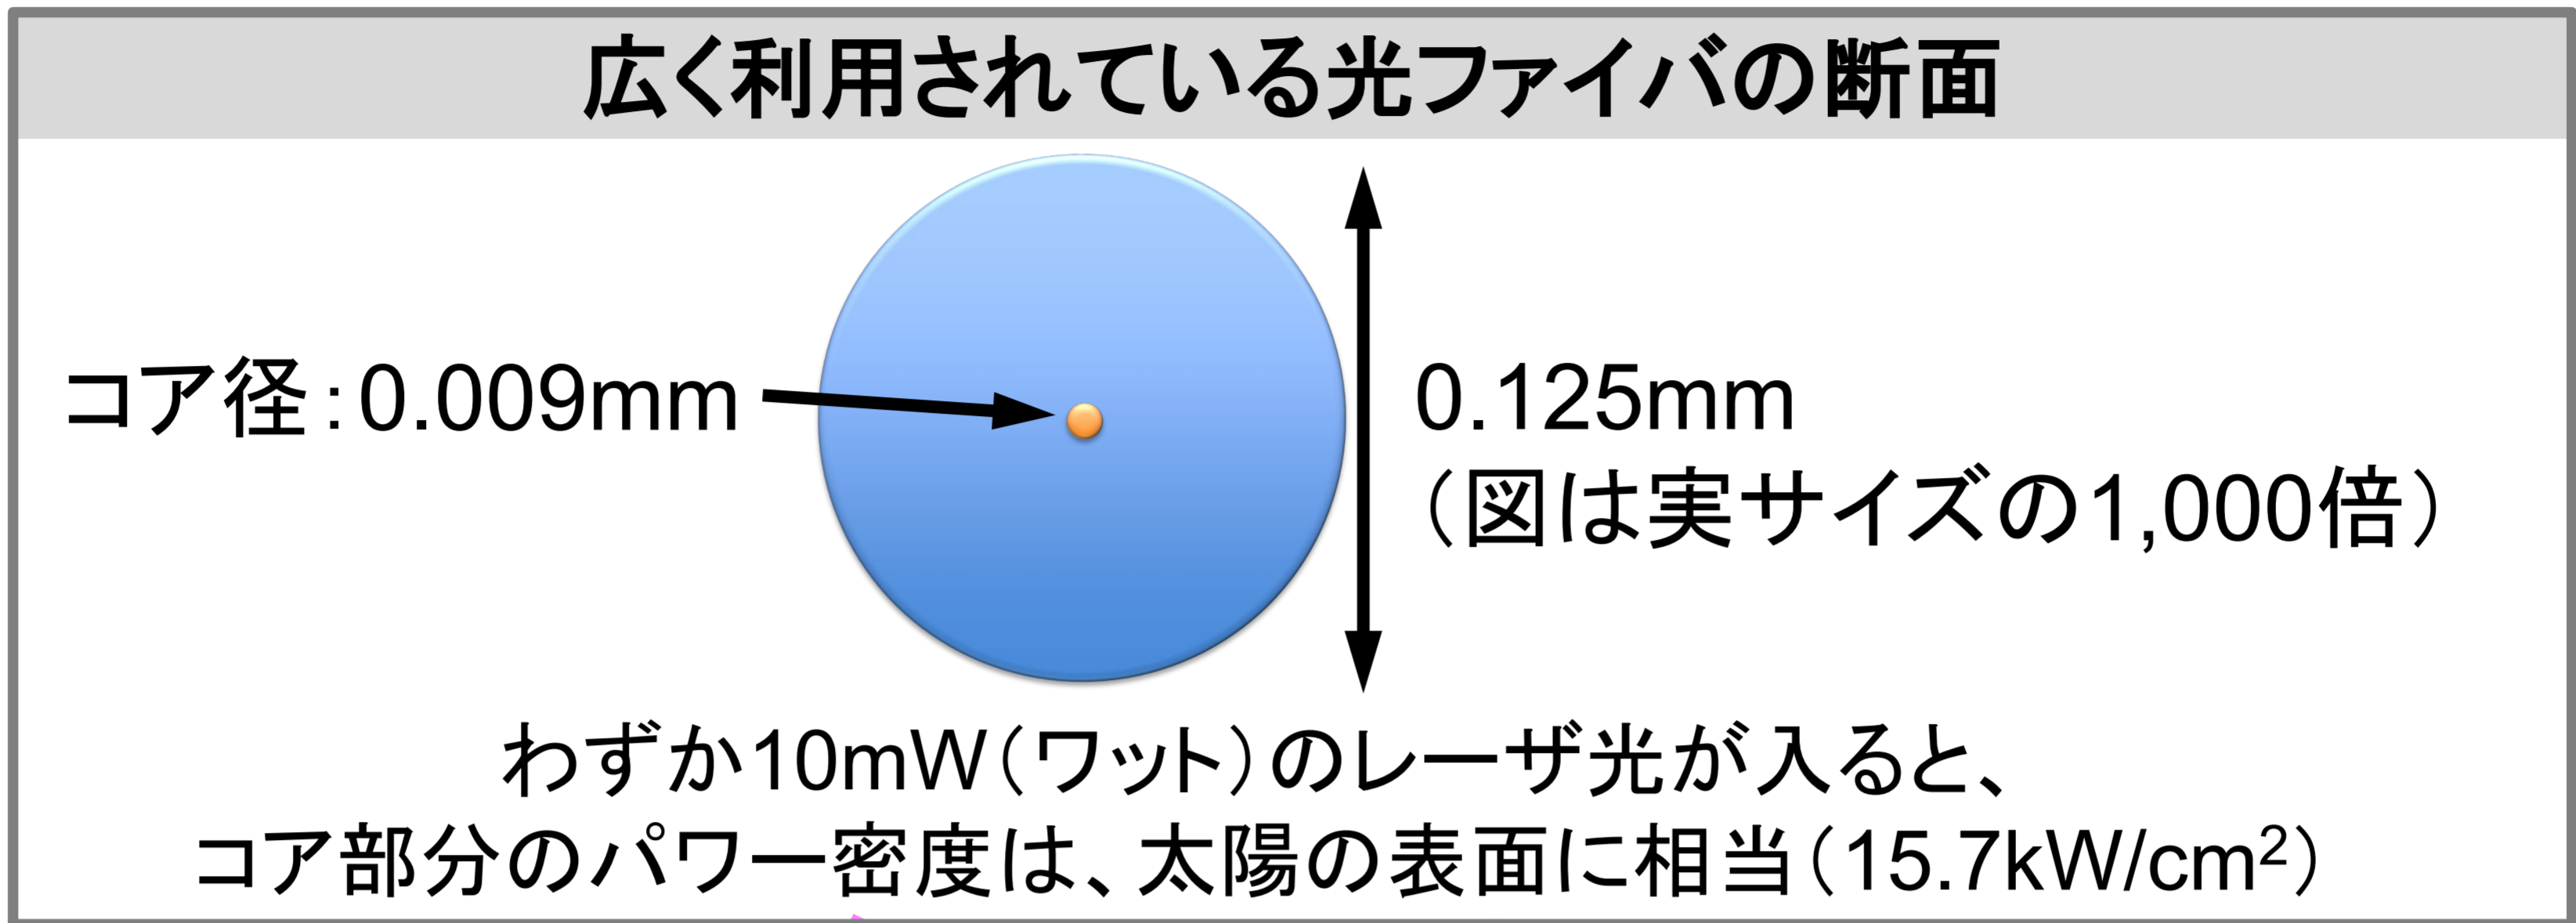 広く利用されている光ファイバの断面
コア径：0.009mm
0.125mm
（図は実サイズの1,000倍）
わずか10mW（ワット）のレーザ光が入ると、
コア部分のパワー密度は、太陽の表面に相当（15.7kW/cm²）